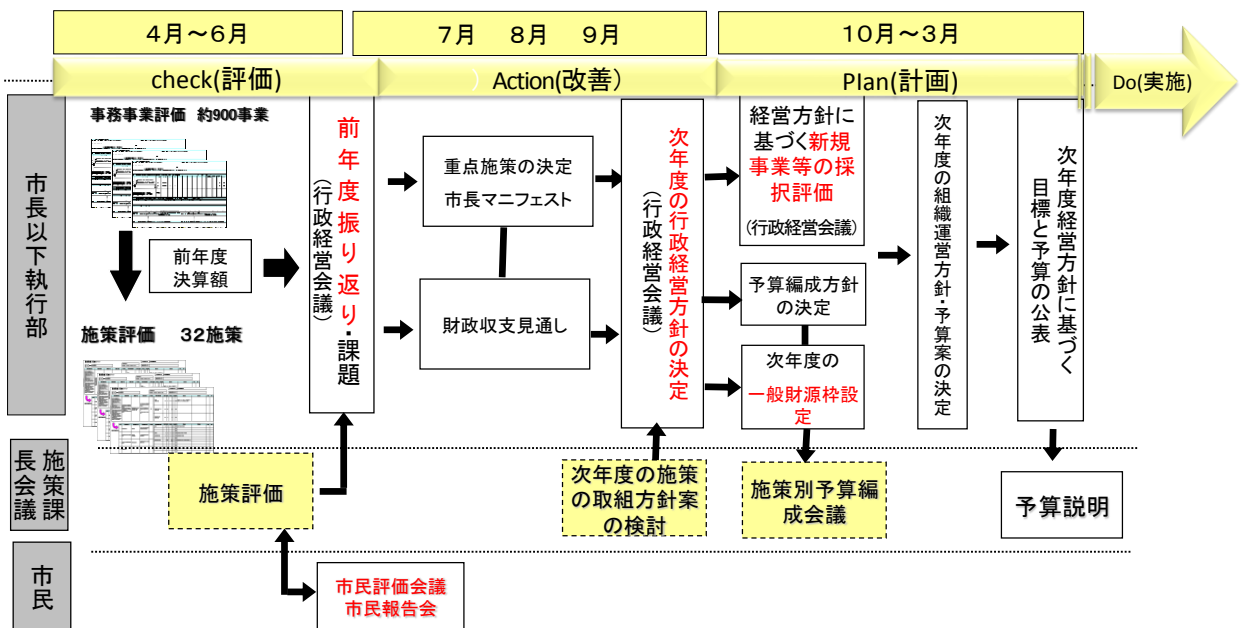 4月～6月
7月 8月 9月
10月～3月
check(評価)
Action(改善)
Plan(計画)
Do(実施)
市長以下執行部
事務事業評価 約900事業
前年度
決算額
施策評価 32施策
前年度振り返り・課題
(行政経営会議)
重点施策の決定
市長マニフェスト
財政収支見通し
次年度の行政経営方針の決定
(行政経営会議)
経営方針に
基づく新規
事業等の採
択評価
(行政経営会議)
予算編成方針
の決定
次年度の
一般財源枠設
定
次年度の組織運営方針・予算案の決定
次年度経営方針に基づく
目標と予算の公表
施策課
長会議
施策評価
次年度の施策
の取組方針案
の検討
施策別予算編
成会議
予算説明
市民
市民評価会議
市民報告会